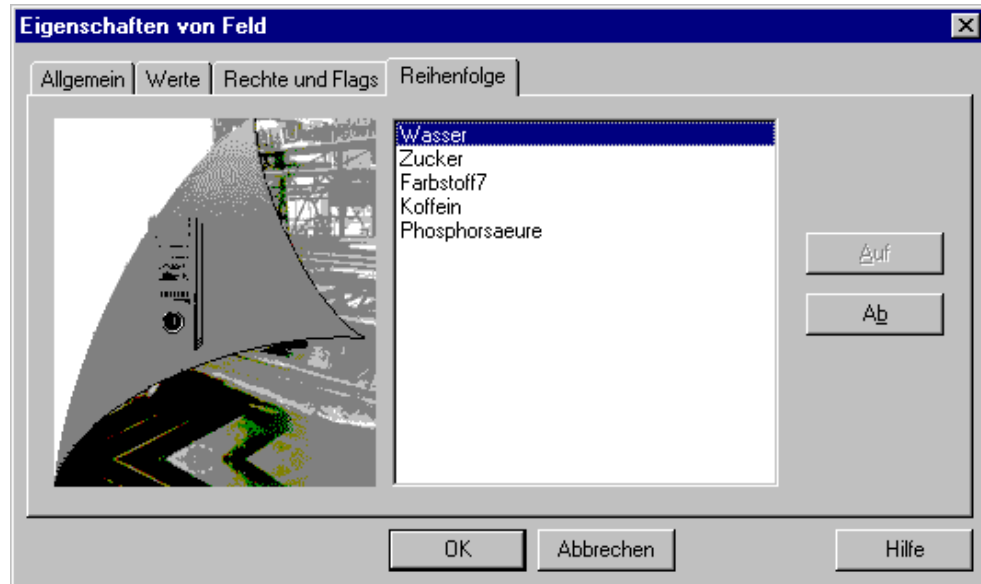 Eigenschaften von Feld
Allgemein Werte Rechte und Flags Reihenfolge
Wasser
Zucker
Farbstoff7
Koffein
Phosphorsaeure
Auf
Ab
OK Abbrechen Hilfe